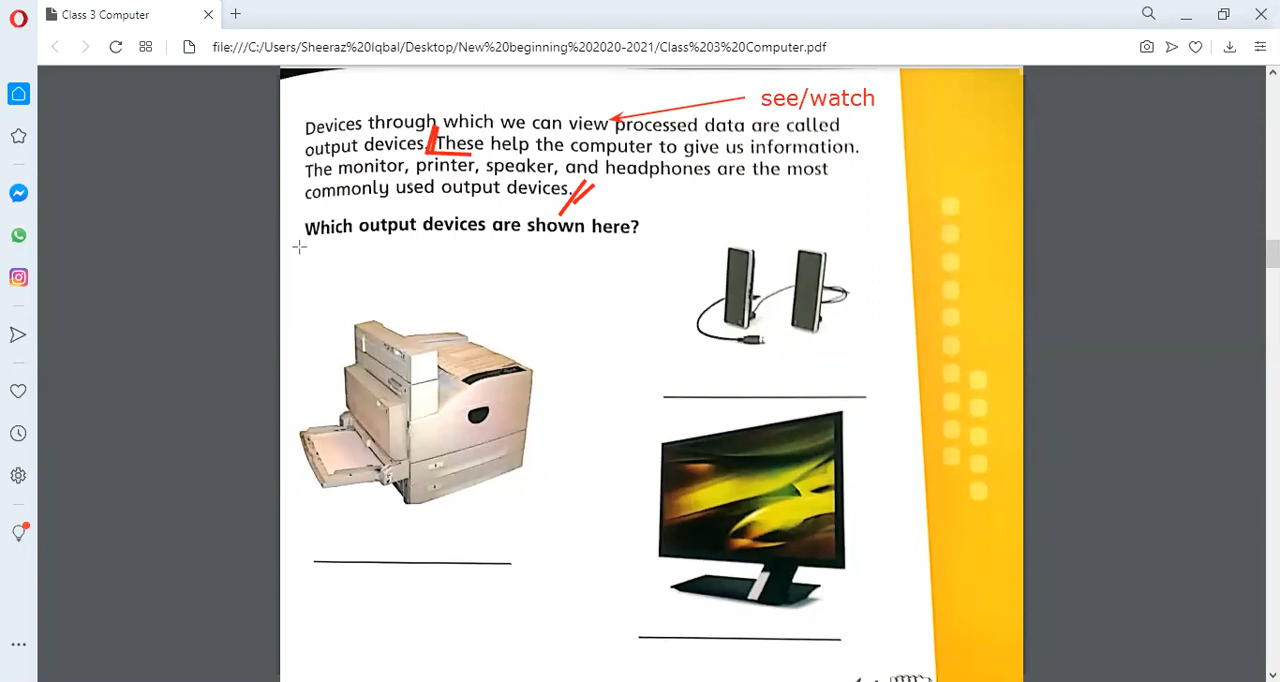 Class 3 Computer
file:///C:/Users/Sheeraz%20Iqbal/Desktop/New%20beginning%202020-2021/Class%203%20Computer.pdf
see/watch
Devices through which we can view processed data are called
output devices. These help the computer to give us information.
The monitor, printer, speaker, and headphones are the most
commonly used output devices.
Which output devices are shown here?